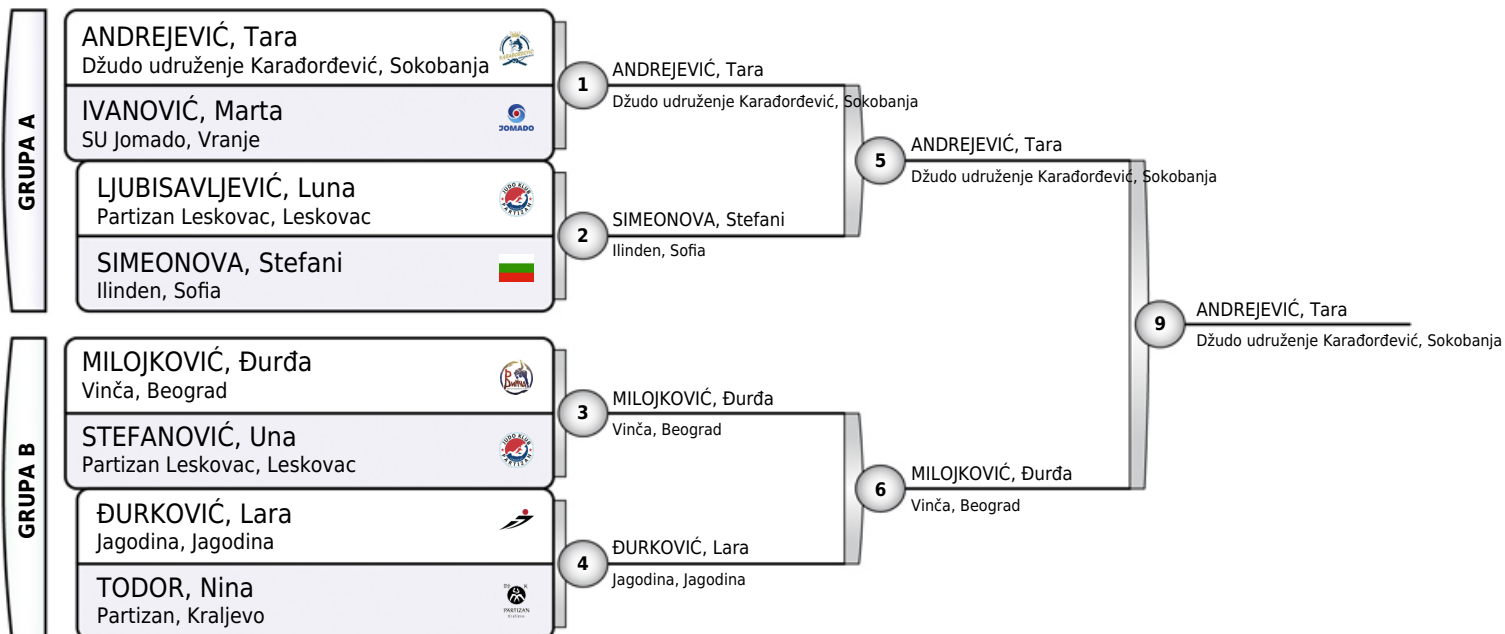 GRUPA A
ANDREJEVIĆ, Tara
Džudo udruženje Karađorđević, Sokobanja
IVANOVIĆ, Marta
SU Jomado, Vranje
JOMADO
LJUBISAVLJEVIĆ, Luna
Partizan Leskovac, Leskovac
SIMEONOVA, Stefani
Ilinden, Sofia
GRUPA B
MILOJKOVIĆ, Đurđa
Vinča, Beograd
STEFANOVIĆ, Una
Partizan Leskovac, Leskovac
ĐURKOVIĆ, Lara
Jagodina, Jagodina
TODOR, Nina
Partizan, Kraljevo
PARTIZAN
1
ANDREJEVIĆ, Tara
Džudo udruženje Karađorđević, Sokobanja
2
SIMEONOVA, Stefani
Ilinden, Sofia
3
MILOJKOVIĆ, Đurđa
Vinča, Beograd
4
ĐURKOVIĆ, Lara
Jagodina, Jagodina
5
ANDREJEVIĆ, Tara
Džudo udruženje Karađorđević, Sokobanja
6
MILOJKOVIĆ, Đurđa
Vinča, Beograd
9
ANDREJEVIĆ, Tara
Džudo udruženje Karađorđević, Sokobanja